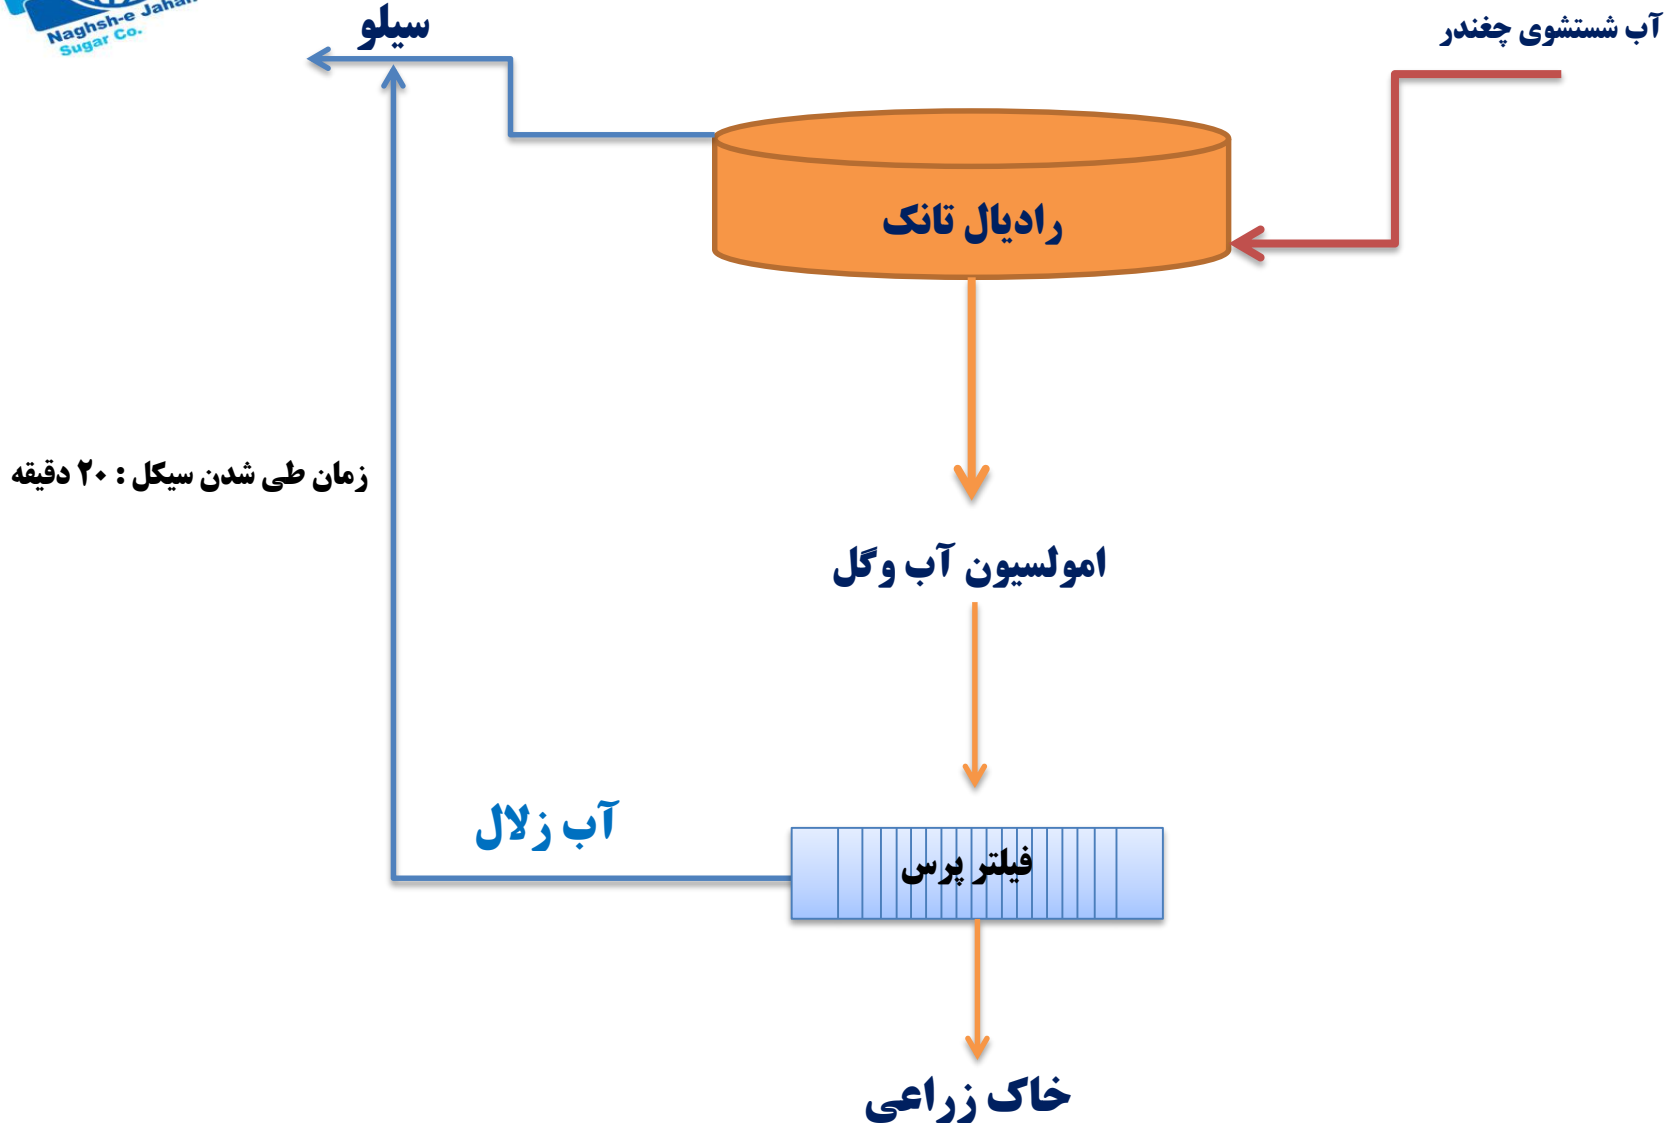 Naghsh-e Jahan
Sugar Co.
سیلو
آب شستشوی چغندر
رادیال تانک
زمان طی شدن سیکل : ۲۰ دقیقه
امولسیون آب وگل
آب زلال
فیلتر پرس
خاک زراعی